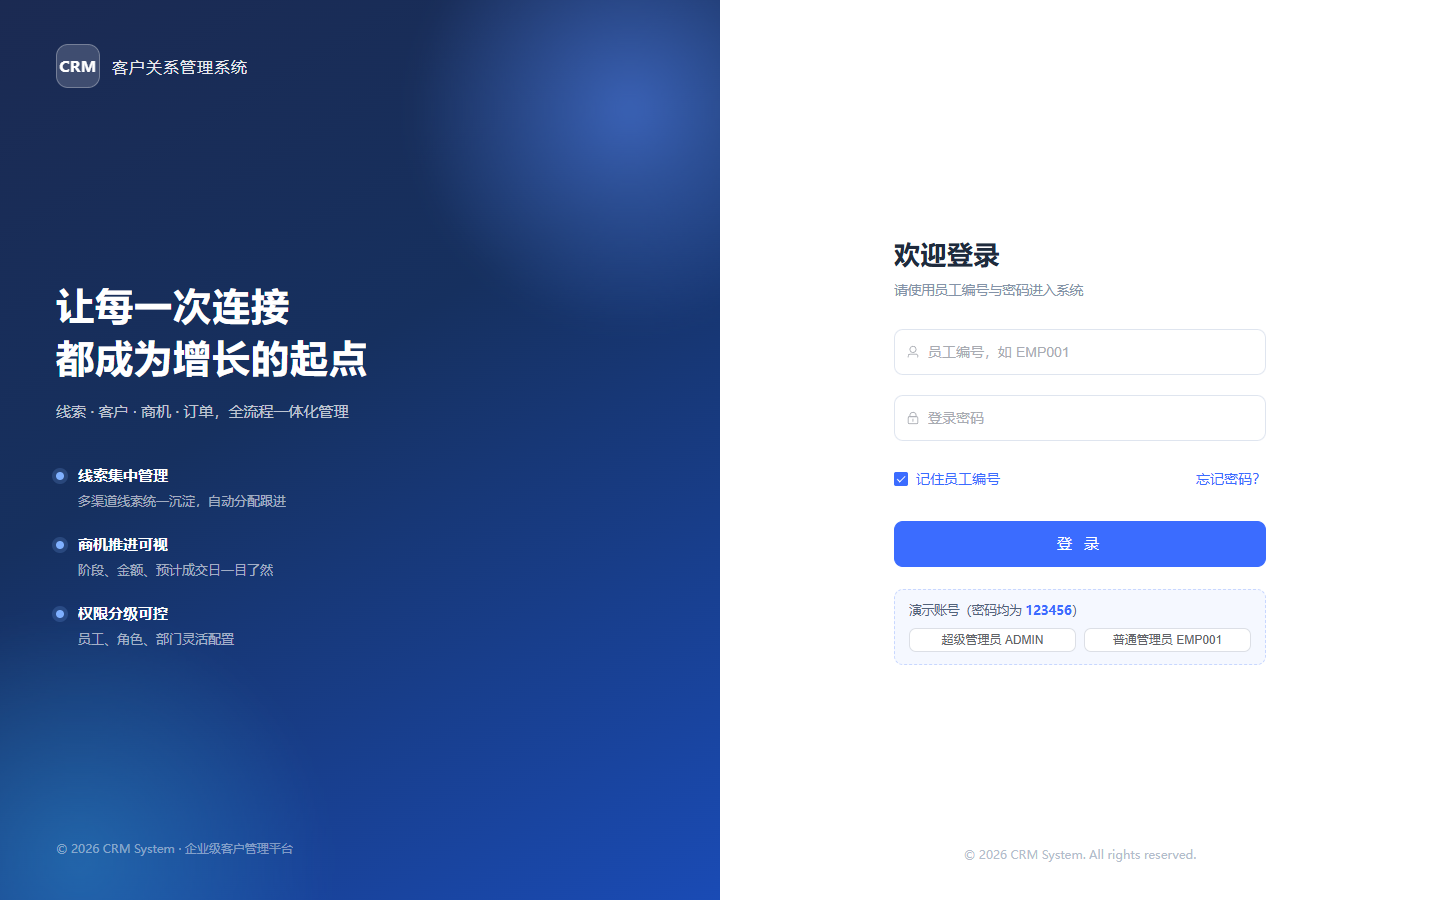 CRM 客户关系管理系统
让每一次连接
都成为增长的起点
线索 · 客户 · 商机 · 订单，全流程一体化管理
线索集中管理
多渠道线索统一沉淀，自动分配跟进
商机推进可视
阶段、金额、预计成交日一目了然
权限分级可控
员工、角色、部门灵活配置
© 2026 CRM System · 企业级客户管理平台
欢迎登录
请使用员工编号与密码进入系统
员工编号，如 EMP001
登录密码
记住员工编号 忘记密码?
登 录
演示账号（密码均为 123456）
超级管理员 ADMIN 普通管理员 EMP001
© 2026 CRM System. All rights reserved.